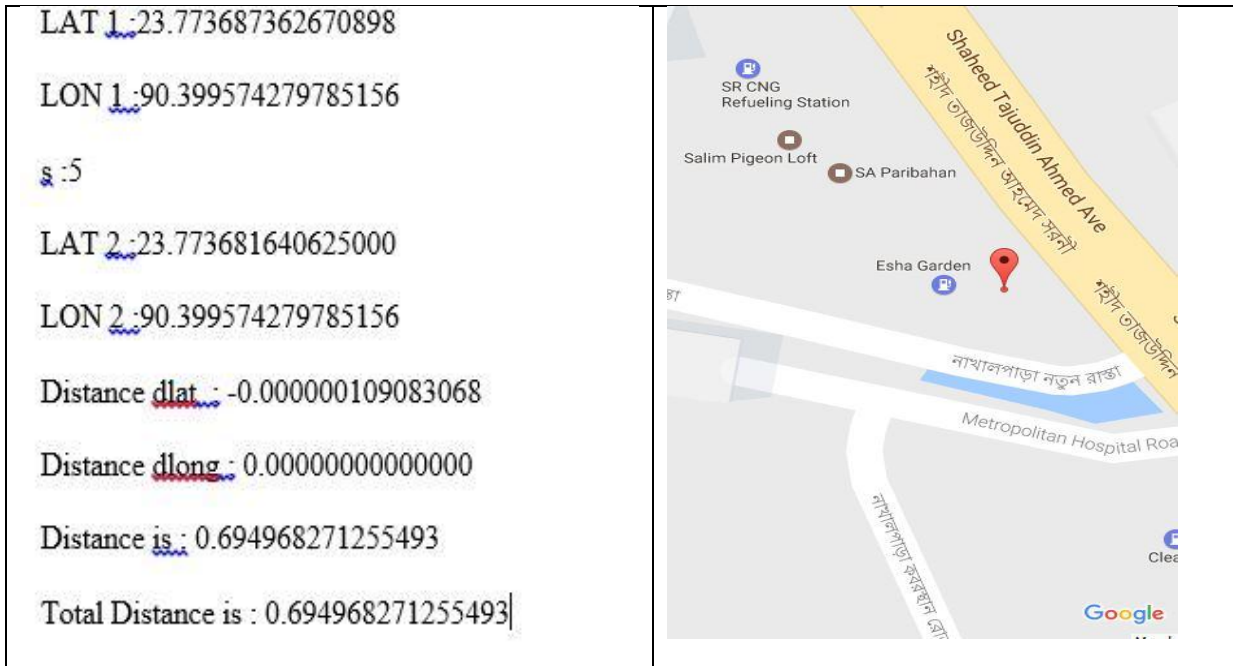 LAT 1 :23.773687362670898
LON 1 :90.399574279785156
s :5
LAT 2 :23.773681640625000
LON 2 :90.399574279785156
Distance dlat : -0.000000109083068
Distance dlong : 0.00000000000000
Distance is : 0.694968271255493
Total Distance is : 0.694968271255493
Shaheed Tajuddin Ahmed Ave
শহীদ তাজউদ্দিন আহমেদ সরনী
SR CNG
Refueling Station
Salim Pigeon Loft
SA Paribahan
Esha Garden
শহীদ তাজউদ্দিন
স্তা
নাখালপাড়া নতুন রাস্তা
Metropolitan Hospital Roa
নাখালপাড়া কবরস্থান রো
Clea
Google